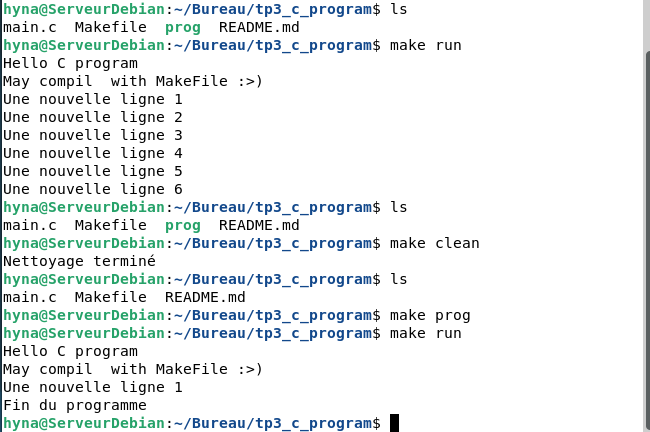 hyna@ServeurDebian:~/Bureau/tp3_c_program$ ls
main.c  Makefile  prog  README.md
hyna@ServeurDebian:~/Bureau/tp3_c_program$ make run
Hello C program
May compil  with MakeFile :>)
Une nouvelle ligne 1
Une nouvelle ligne 2
Une nouvelle ligne 3
Une nouvelle ligne 4
Une nouvelle ligne 5
Une nouvelle ligne 6
hyna@ServeurDebian:~/Bureau/tp3_c_program$ ls
main.c  Makefile  prog  README.md
hyna@ServeurDebian:~/Bureau/tp3_c_program$ make clean
Nettoyage terminé
hyna@ServeurDebian:~/Bureau/tp3_c_program$ ls
main.c  Makefile  README.md
hyna@ServeurDebian:~/Bureau/tp3_c_program$ make prog
hyna@ServeurDebian:~/Bureau/tp3_c_program$ make run
Hello C program
May compil  with MakeFile :>)
Une nouvelle ligne 1
Fin du programme
hyna@ServeurDebian:~/Bureau/tp3_c_program$